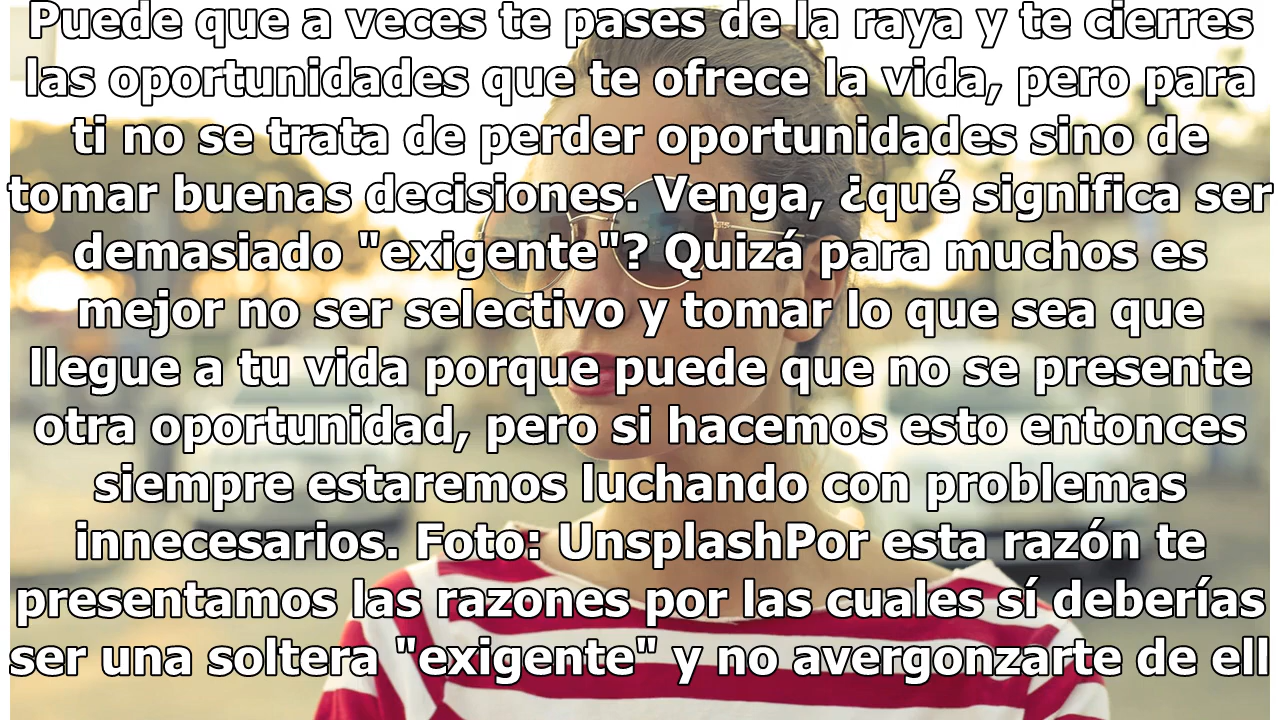 Puede que a veces te pases de la raya y te cierres
las oportunidades que te ofrece la vida, pero para
ti no se trata de perder oportunidades sino de
tomar buenas decisiones. Venga, ¿qué significa ser
demasiado "exigente"? Quizá para muchos es
mejor no ser selectivo y tomar lo que sea que
llegue a tu vida porque puede que no se presente
otra oportunidad, pero si hacemos esto entonces
siempre estaremos luchando con problemas
innecesarios. Foto: UnsplashPor esta razón te
presentamos las razones por las cuales sí deberías
ser una soltera "exigente" y no avergonzarte de ell